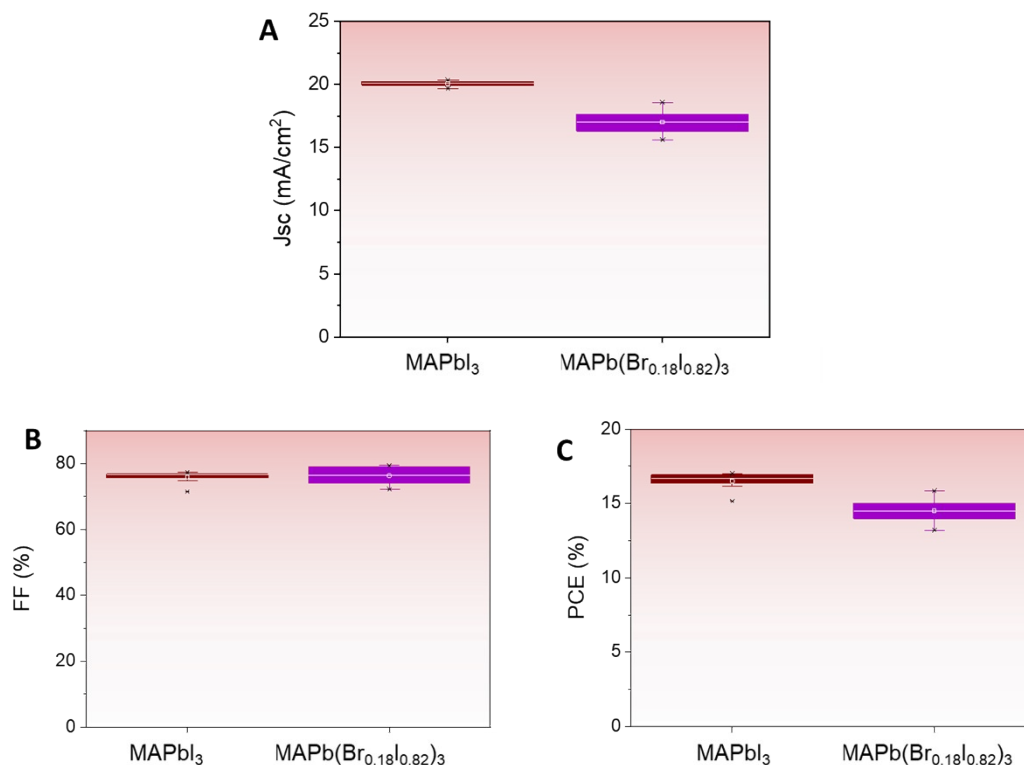 A
25
20
15
10
5
0
Jsc (mA/cm²)
MAPbI₃ MAPb(Br₀.₁₈I₀.₈₂)₃
B
80
60
40
20
0
FF (%)
MAPbI₃ MAPb(Br₀.₁₈I₀.₈₂)₃
C
20
15
10
5
0
PCE (%)
MAPbI₃ MAPb(Br₀.₁₈I₀.₈₂)₃